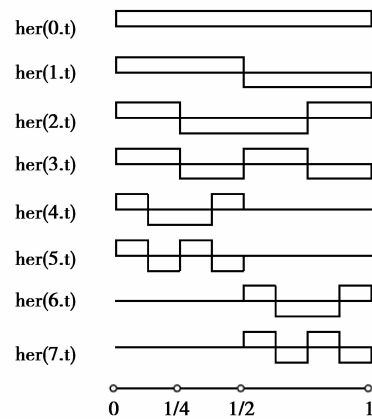 her(0.t)
her(1.t)
her(2.t)
her(3.t)
her(4.t)
her(5.t)
her(6.t)
her(7.t)
0 1/4 1/2 1